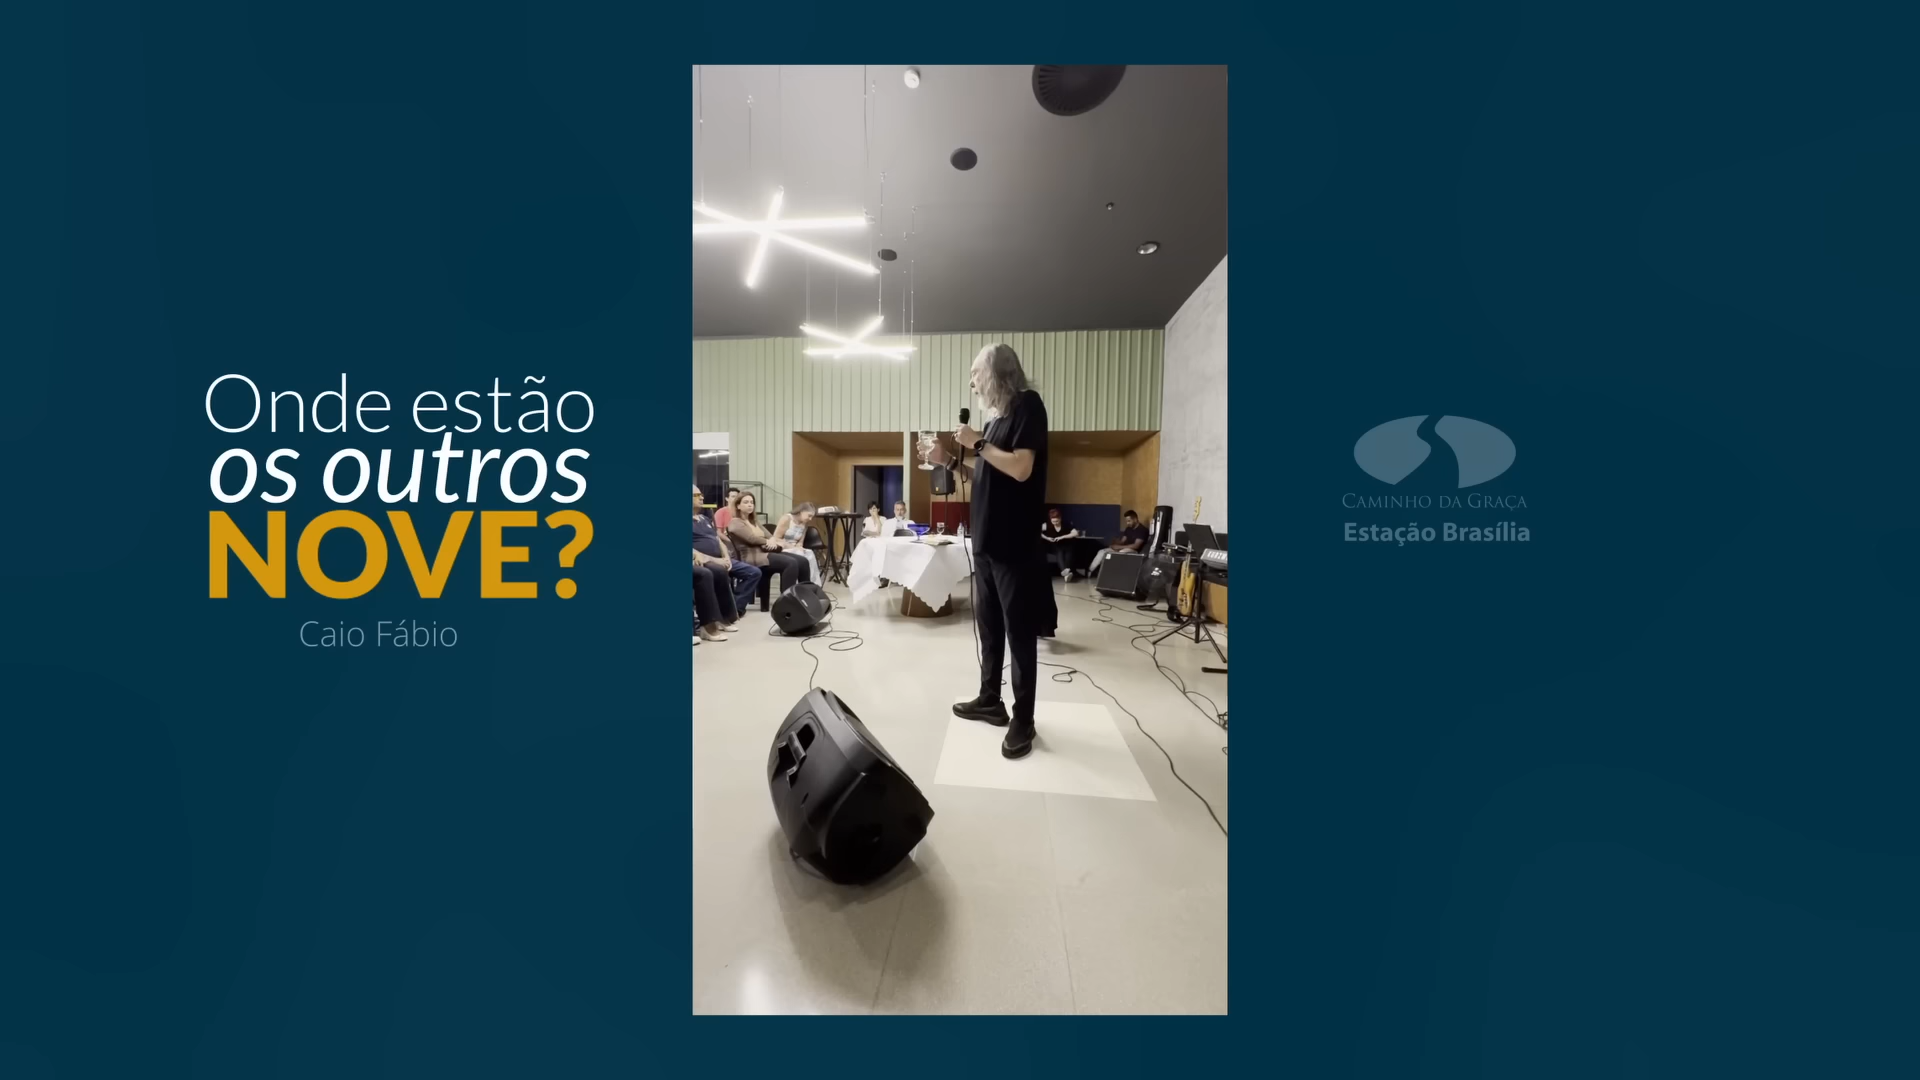 Onde estão
os outros
NOVE?
Caio Fábio
CAMINHO DA GRAÇA
Estação Brasília